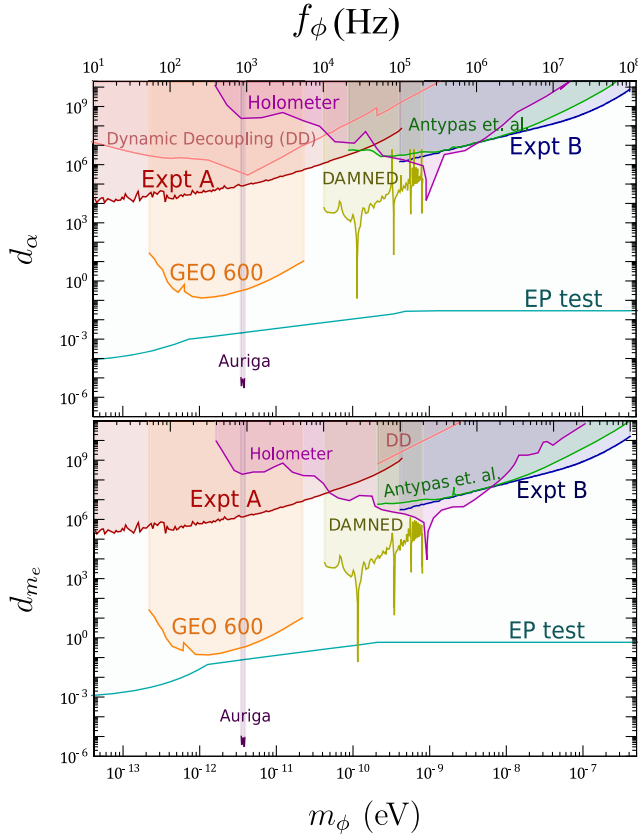 f_ϕ (Hz)
10^1 10^2 10^3 10^4 10^5 10^6 10^7 10^8
10^9
10^6
10^3
10^0
10^-3
10^-6
d_α
Holometer
Dynamic Decoupling (DD)
Antypas et. al.
Expt B
Expt A
DAMNED
GEO 600
EP test
Auriga
10^9
10^6
10^3
10^0
10^-3
10^-6
d_{m_e}
DD
Holometer
Antypas et. al.
Expt A
Expt B
DAMNED
GEO 600
EP test
Auriga
10^-13 10^-12 10^-11 10^-10 10^-9 10^-8 10^-7
m_ϕ (eV)